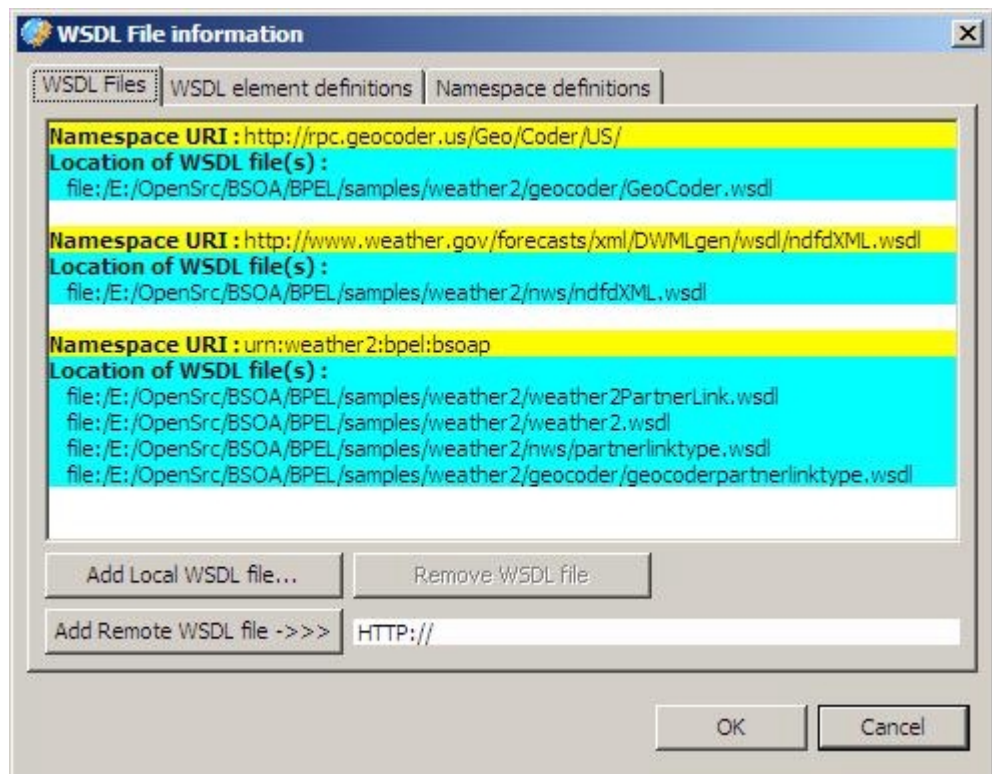 WSDL File information
WSDL Files
WSDL element definitions
Namespace definitions
Namespace URI : http://rpc.geocoder.us/Geo/Coder/US/
Location of WSDL file(s) :
file:/E:/OpenSrc/BSOA/BPEL/samples/weather2/geocoder/GeoCoder.wsdl
Namespace URI : http://www.weather.gov/forecasts/xml/DWMLgen/wsdl/ndfdXML.wsdl
Location of WSDL file(s) :
file:/E:/OpenSrc/BSOA/BPEL/samples/weather2/nws/ndfdXML.wsdl
Namespace URI : urn:weather2:bpel:bsoap
Location of WSDL file(s) :
file:/E:/OpenSrc/BSOA/BPEL/samples/weather2/weather2PartnerLink.wsdl
file:/E:/OpenSrc/BSOA/BPEL/samples/weather2/weather2.wsdl
file:/E:/OpenSrc/BSOA/BPEL/samples/weather2/nws/partnerlinktype.wsdl
file:/E:/OpenSrc/BSOA/BPEL/samples/weather2/geocoder/geocoderpartnerlinktype.wsdl
Add Local WSDL file...
Remove WSDL file
Add Remote WSDL file ->>>
HTTP://
OK
Cancel